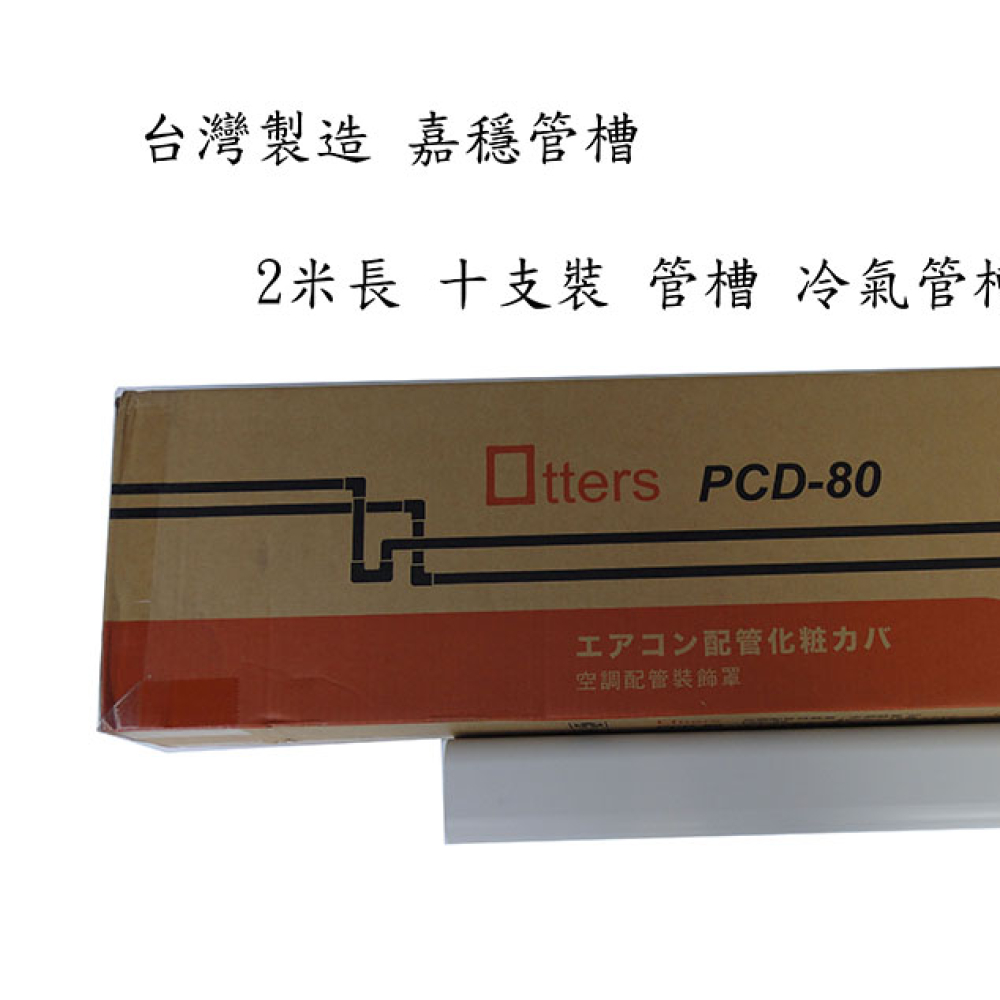 台灣製造 嘉穩管槽
2米長 十支裝 管槽 冷氣管槽
Otters PCD-80
エアコン配管化粧カバ
空調配管裝飾罩
Otters